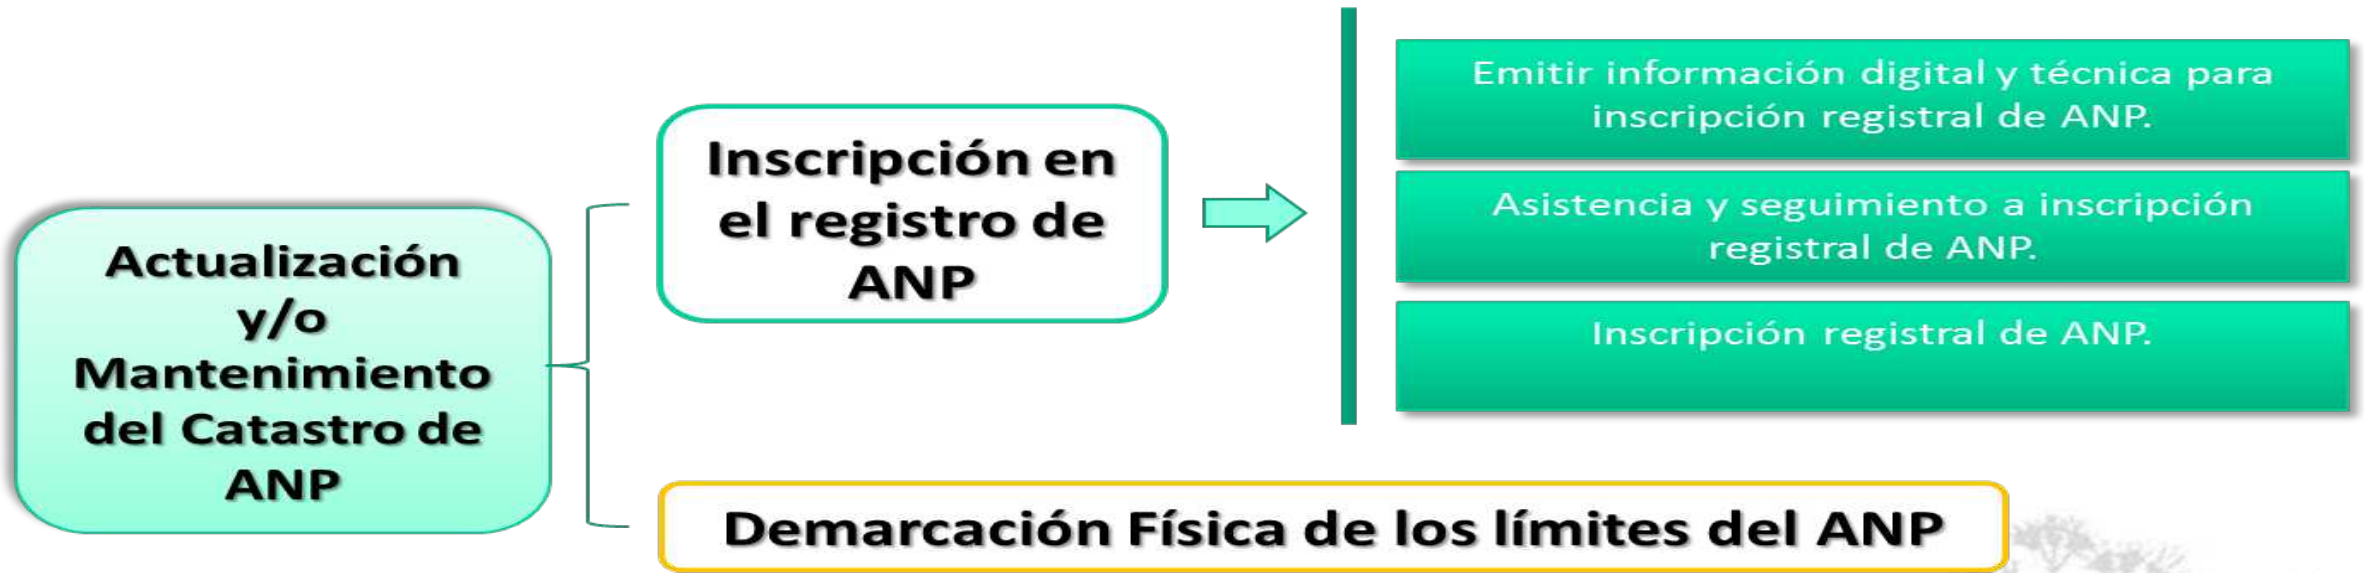 Actualización
y/o
Mantenimiento
del Catastro de
ANP
Inscripción en
el registro de
ANP
Emitir información digital y técnica para
inscripción registral de ANP.
Asistencia y seguimiento a inscripción
registral de ANP.
Inscripción registral de ANP.
Demarcación Física de los límites del ANP